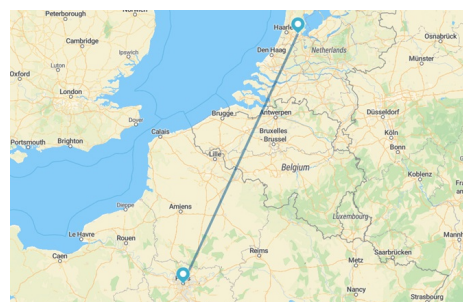 Peterborough
Norwich
Haarle
Cambridge
Den Haag
Netherlands
Osnabrück
Ipswich
Luton
Münster
Oxford
London
Dover
Brugge
Antwerpen
Düsseldorf
Portsmouth
Brighton
Calais
Bruxelles
- Brussel
Köln
Bonn
Lille
Belgium
Koblenz
Amiens
Dieppe
Luxembourg
Le Havre
Rouen
Mannh
Caen
Reims
Metz
Saarbrücken
Nancy
Strasbourg